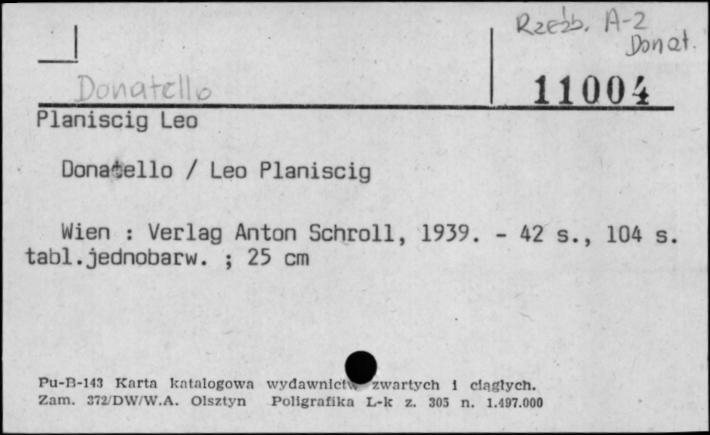 Rzeźb. A-2
Donat.
Donatello
11004
Planiscig Leo
Donatello / Leo Planiscig
Wien : Verlag Anton Schroll, 1939. - 42 s., 104 s.
tabl.jednobarw. ; 25 cm
Pu-B-143 Karta katalogowa wydawnictw zwartych i ciągłych.
Zam. 372/DW/W.A. Olsztyn Poligrafika L-k z. 305 n. 1.497.000